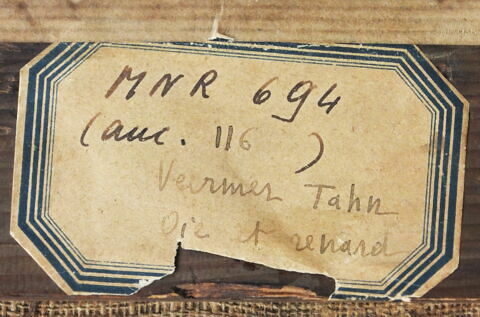 MNR 694
(anc. 116 )
Veermer Tahn
Oie et renard